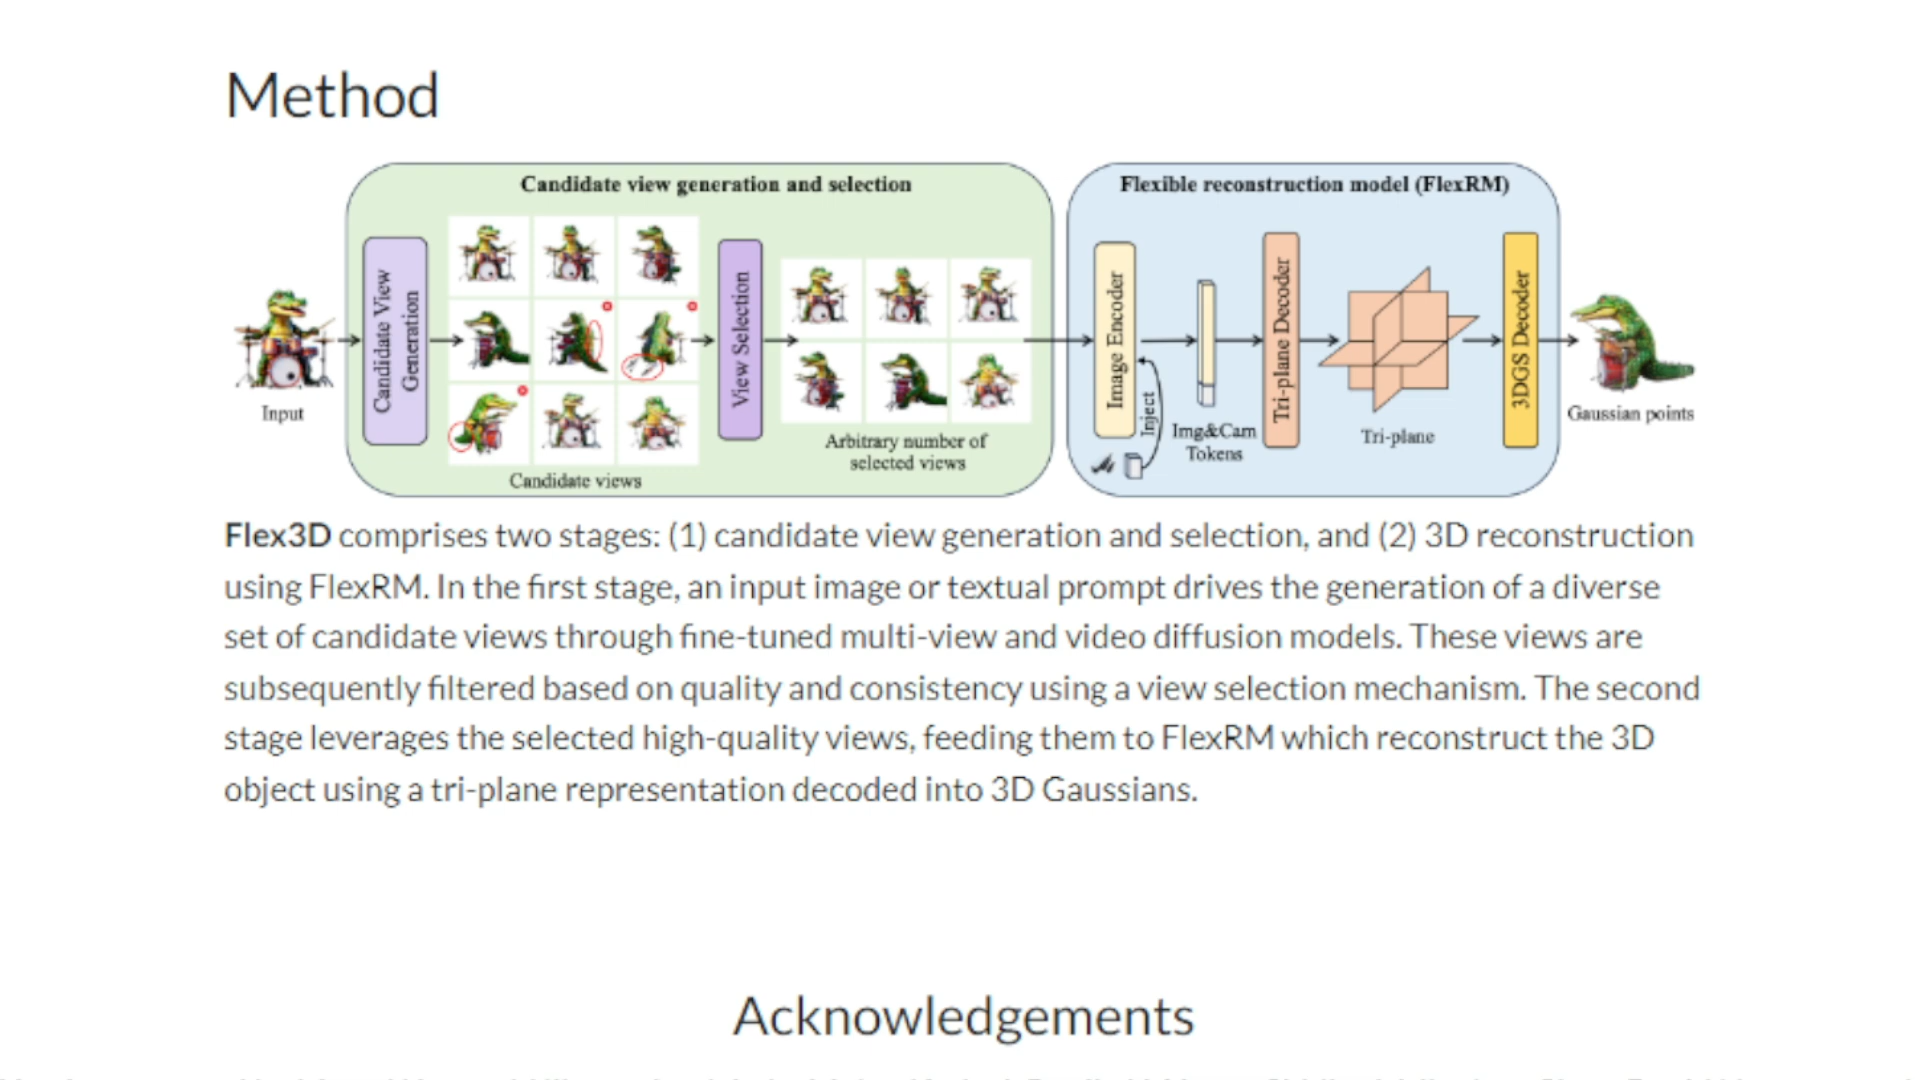 Method
Candidate view generation and selection
Flexible reconstruction model (FlexRM)
Input
Candidate View
Generation
Candidate views
View Selection
Arbitrary number of
selected views
Image Encoder
Inject
Img&Cam
Tokens
Tri-plane Decoder
Tri-plane
3DGS Decoder
Gaussian points
Flex3D comprises two stages: (1) candidate view generation and selection, and (2) 3D reconstruction
using FlexRM. In the first stage, an input image or textual prompt drives the generation of a diverse
set of candidate views through fine-tuned multi-view and video diffusion models. These views are
subsequently filtered based on quality and consistency using a view selection mechanism. The second
stage leverages the selected high-quality views, feeding them to FlexRM which reconstruct the 3D
object using a tri-plane representation decoded into 3D Gaussians.
Acknowledgements